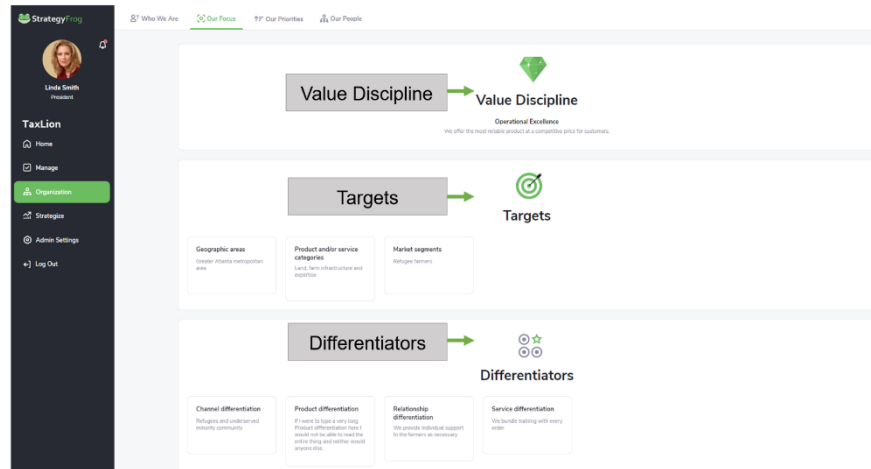 StrategyFrog
Who We Are
Our Focus
Our Priorities
Our People
Linda Smith
President
TaxLion
Home
Manage
Organization
Strategize
Admin Settings
Log Out
Value Discipline
Value Discipline
Operational Excellence
We offer the most reliable product at a competitive price for customers.
Targets
Targets
Geographic areas
Greater Atlanta metropolitan
area
Product and/or service
categories
Land, farm infrastructure and
expertise
Market segments
Refugee farmers
Differentiators
Differentiators
Channel differentiation
Refugees and underserved
minority community
Product differentiation
If I were to type a very long
Product differentiation here I
would not be able to read the
entire thing and neither would
anyone else.
Relationship
differentiation
We provide individual support
to the farmers as necessary
Service differentiation
We bundle training with every
order